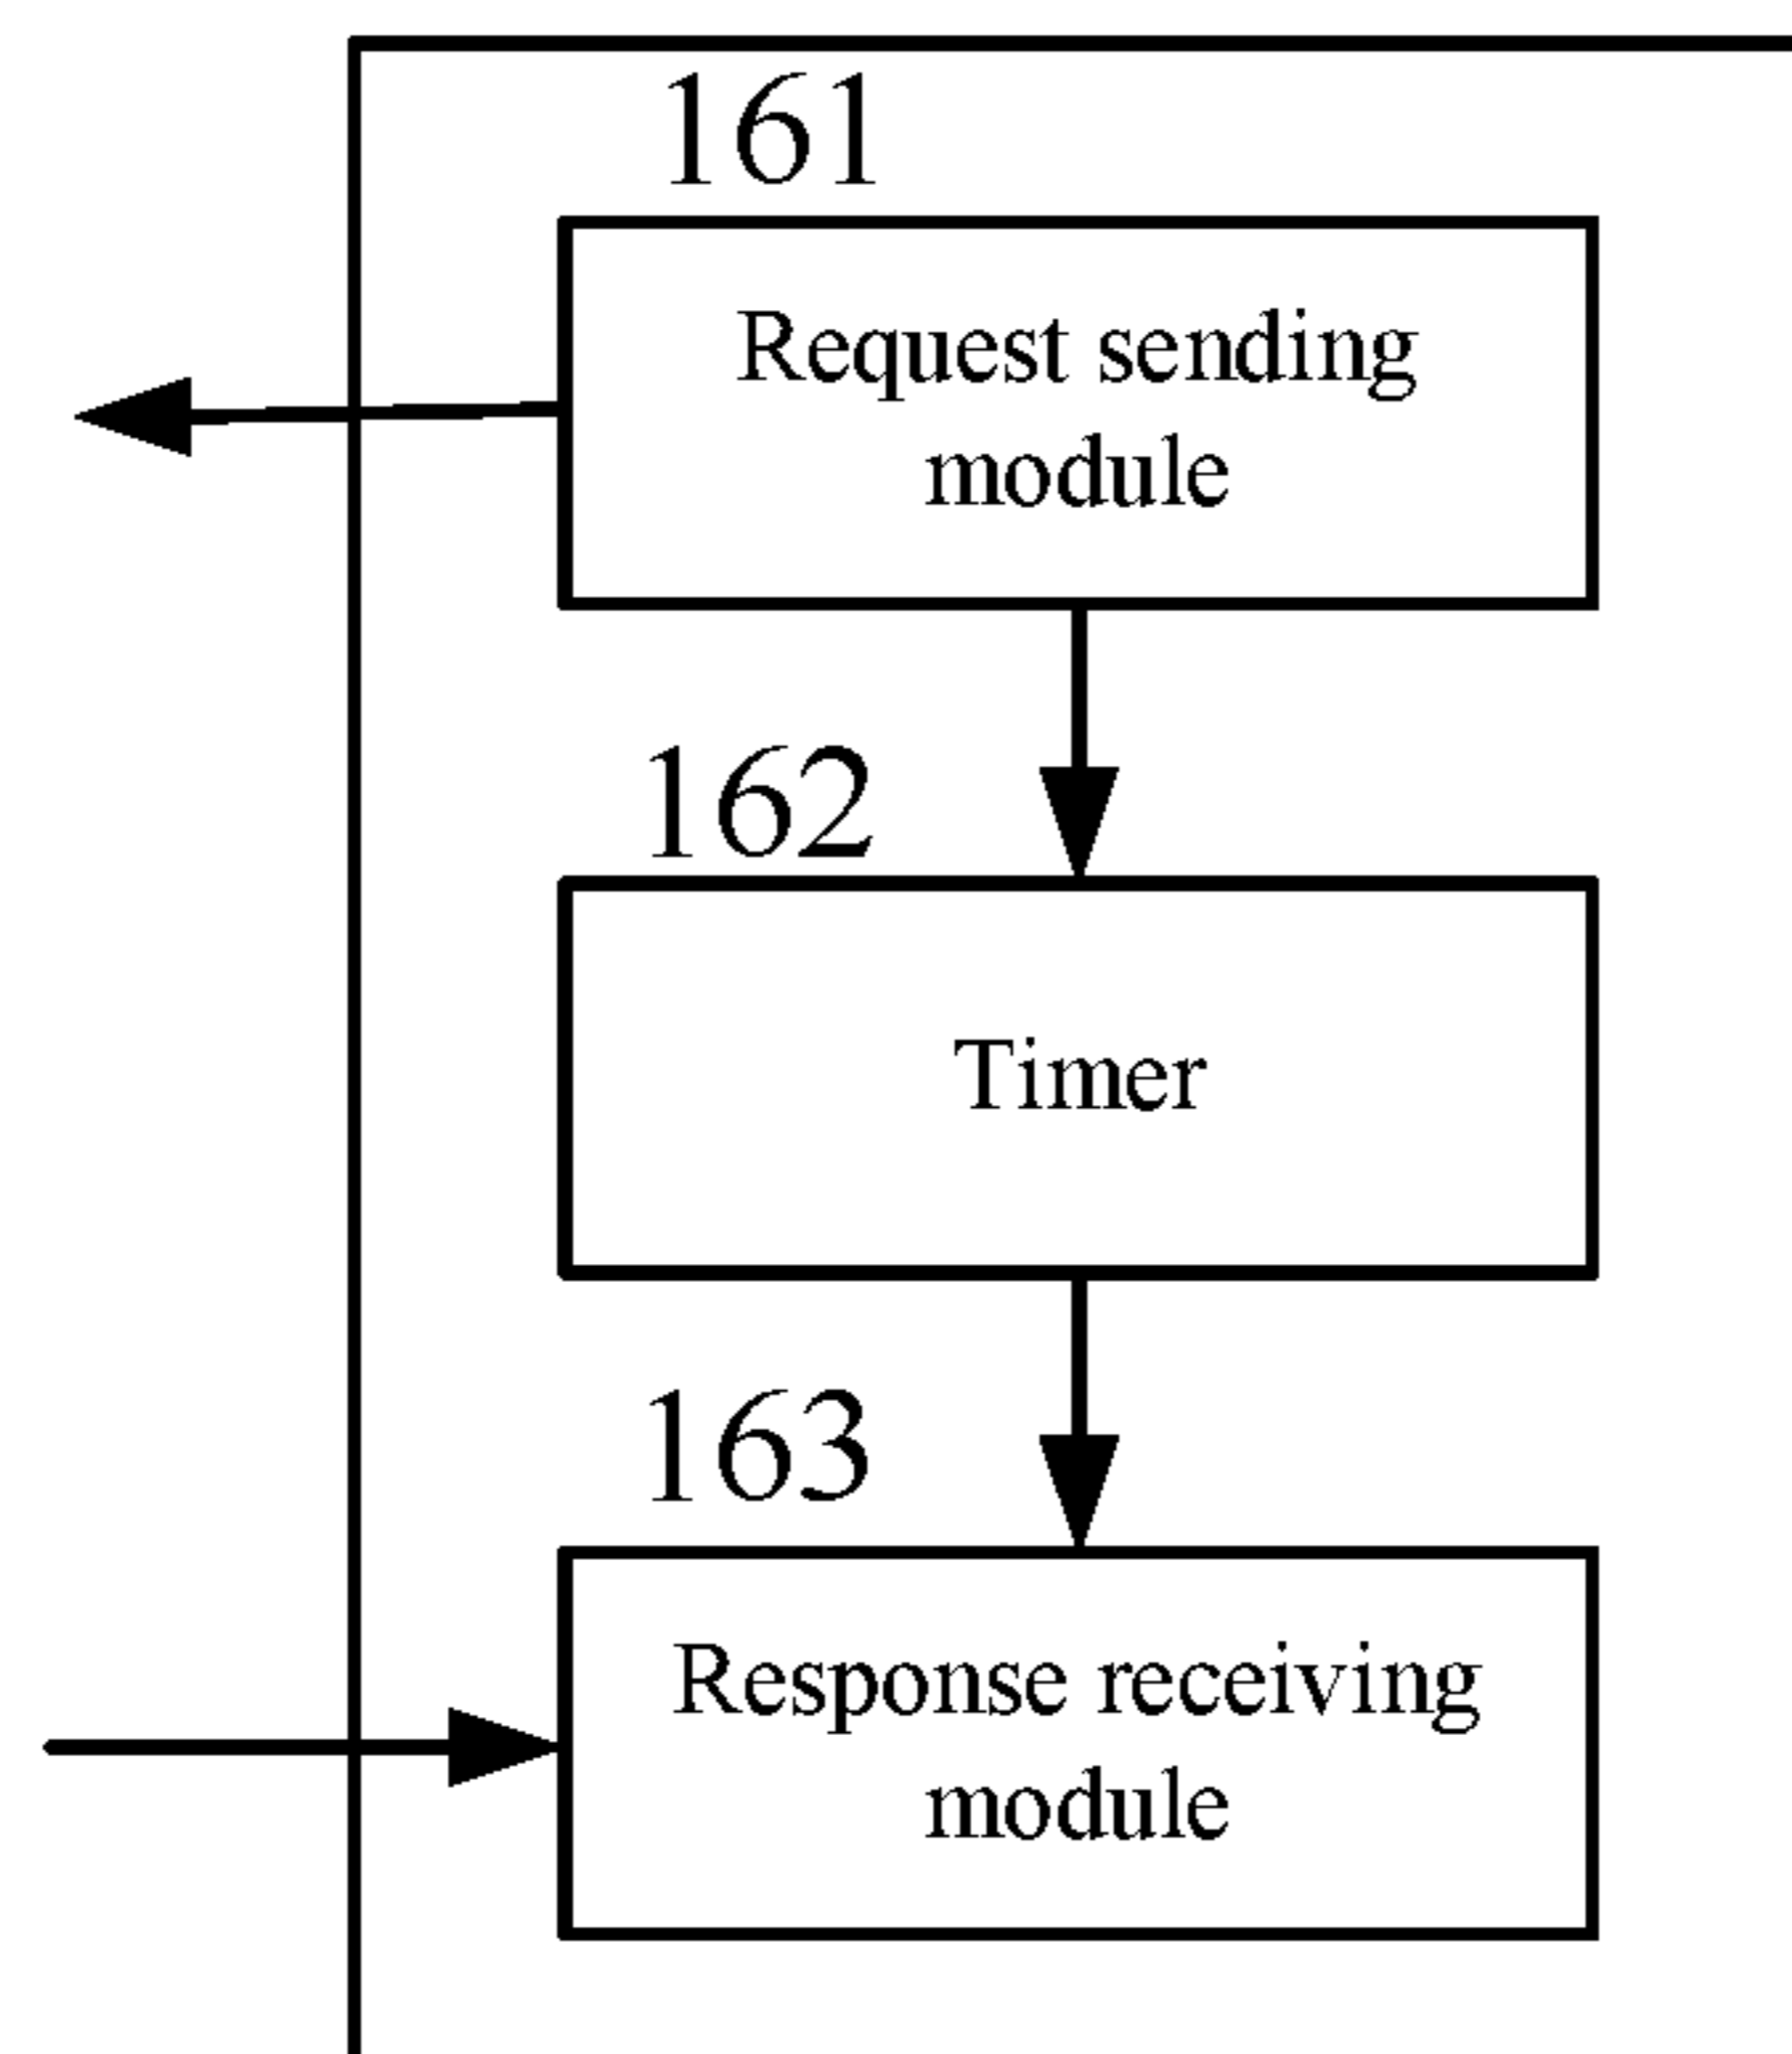 161
Request sending
module
162
Timer
163
Response receiving
module